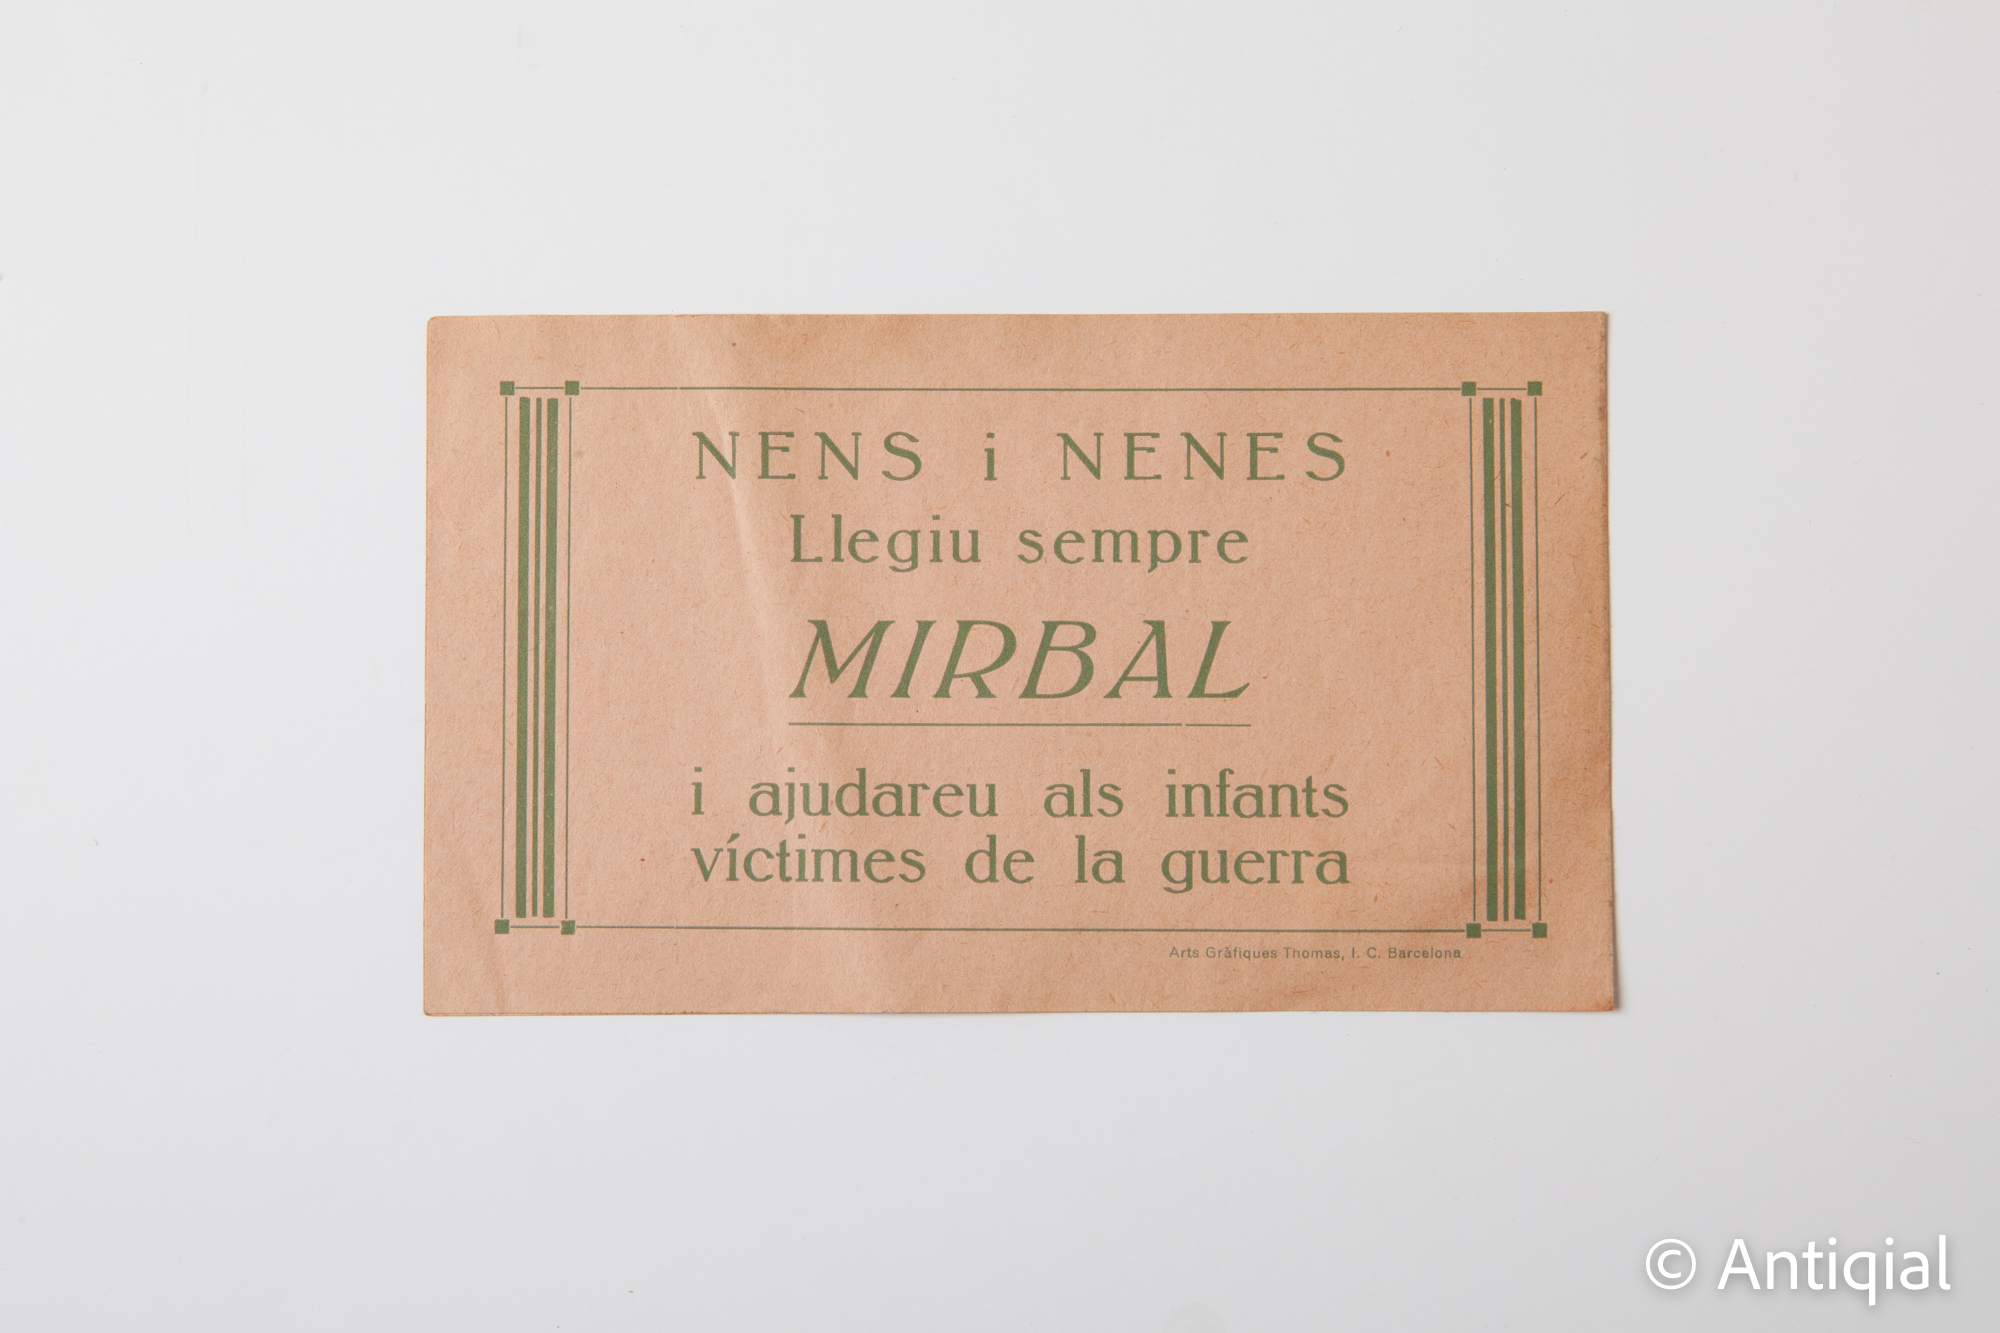 NENS i NENES
Llegiu sempre
MIRBAL
i ajudareu als infants
víctimes de la guerra
Arts Gràfiques Thomas, I. C. Barcelona
© Antiqial